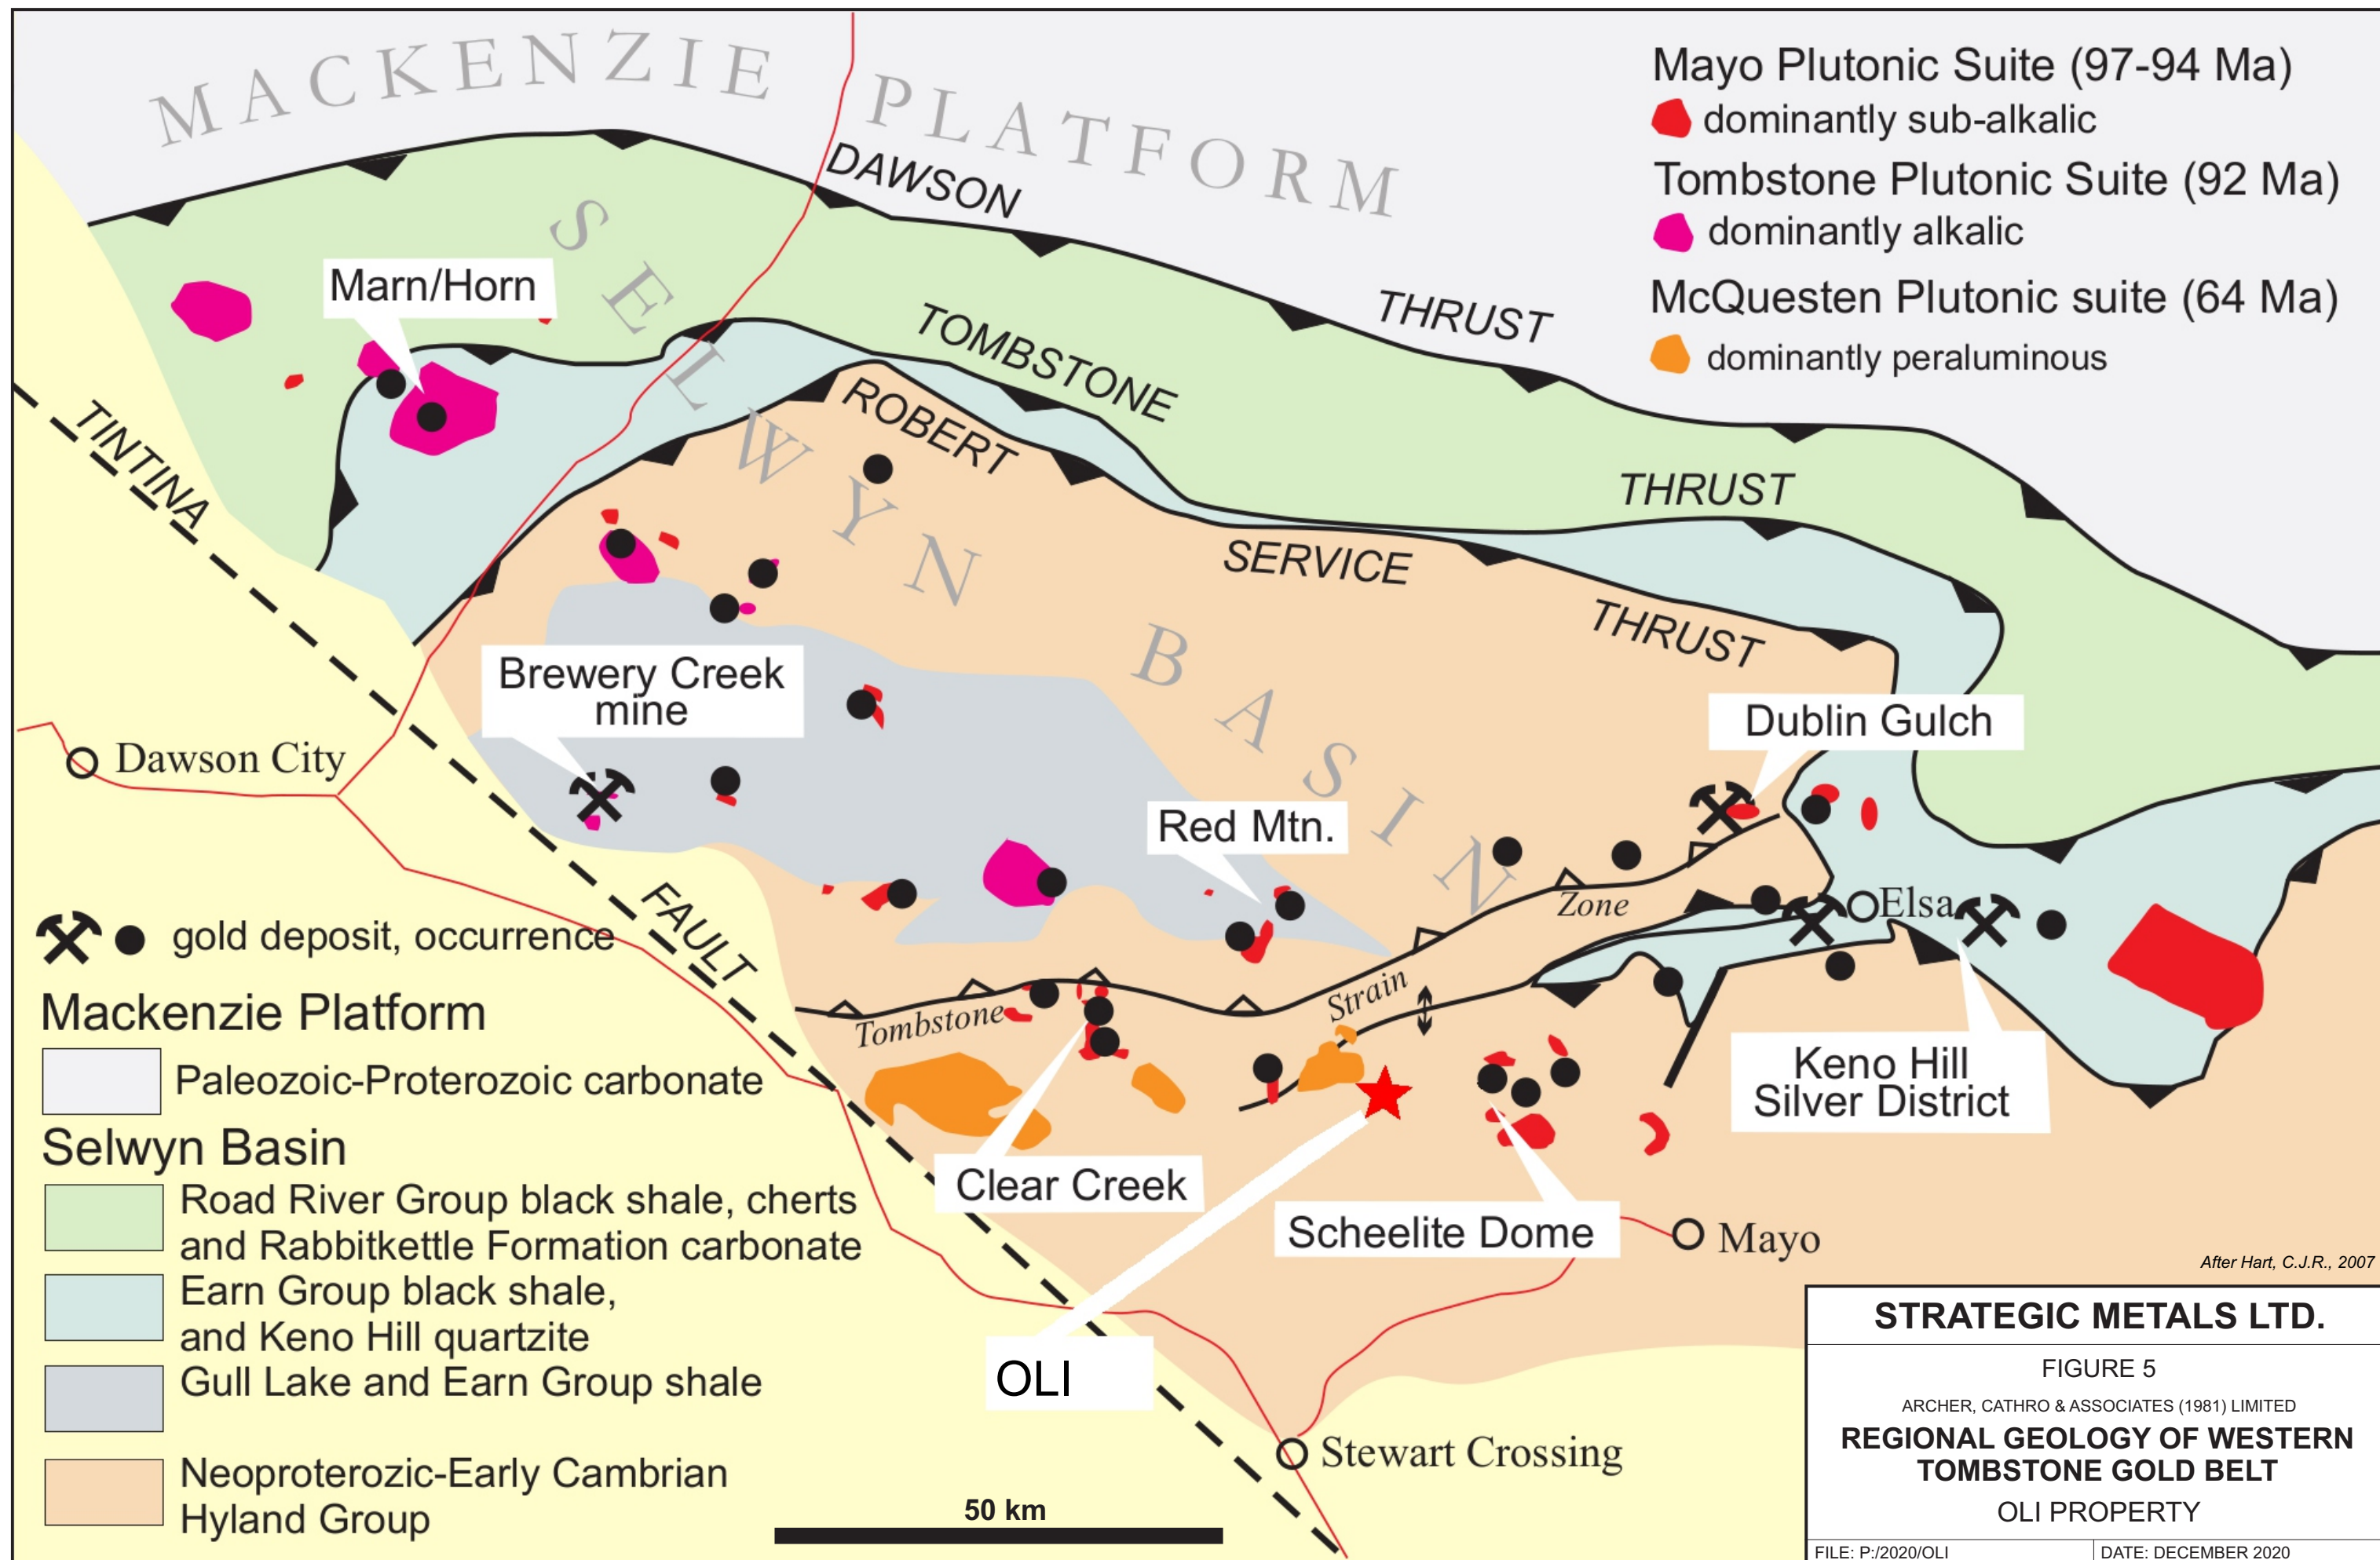 MACKENZIE PLATFORM
Mayo Plutonic Suite (97-94 Ma)
dominantly sub-alkalic
Tombstone Plutonic Suite (92 Ma)
dominantly alkalic
McQuesten Plutonic suite (64 Ma)
dominantly peraluminous
DAWSON
THRUST
SELWYN BASIN
Marn/Horn
TOMBSTONE
THRUST
ROBERT
SERVICE
THRUST
TINTINA
FAULT
Brewery Creek
mine
Dublin Gulch
Dawson City
Red Mtn.
Elsa
Tombstone
Strain
Zone
Keno Hill
Silver District
Clear Creek
Scheelite Dome
Mayo
OLI
Stewart Crossing
gold deposit, occurrence
Mackenzie Platform
Paleozoic-Proterozoic carbonate
Selwyn Basin
Road River Group black shale, cherts
and Rabbitkettle Formation carbonate
Earn Group black shale,
and Keno Hill quartzite
Gull Lake and Earn Group shale
Neoproterozic-Early Cambrian
Hyland Group
50 km
After Hart, C.J.R., 2007
STRATEGIC METALS LTD.
FIGURE 5
ARCHER, CATHRO & ASSOCIATES (1981) LIMITED
REGIONAL GEOLOGY OF WESTERN
TOMBSTONE GOLD BELT
OLI PROPERTY
FILE: P:/2020/OLI
DATE: DECEMBER 2020